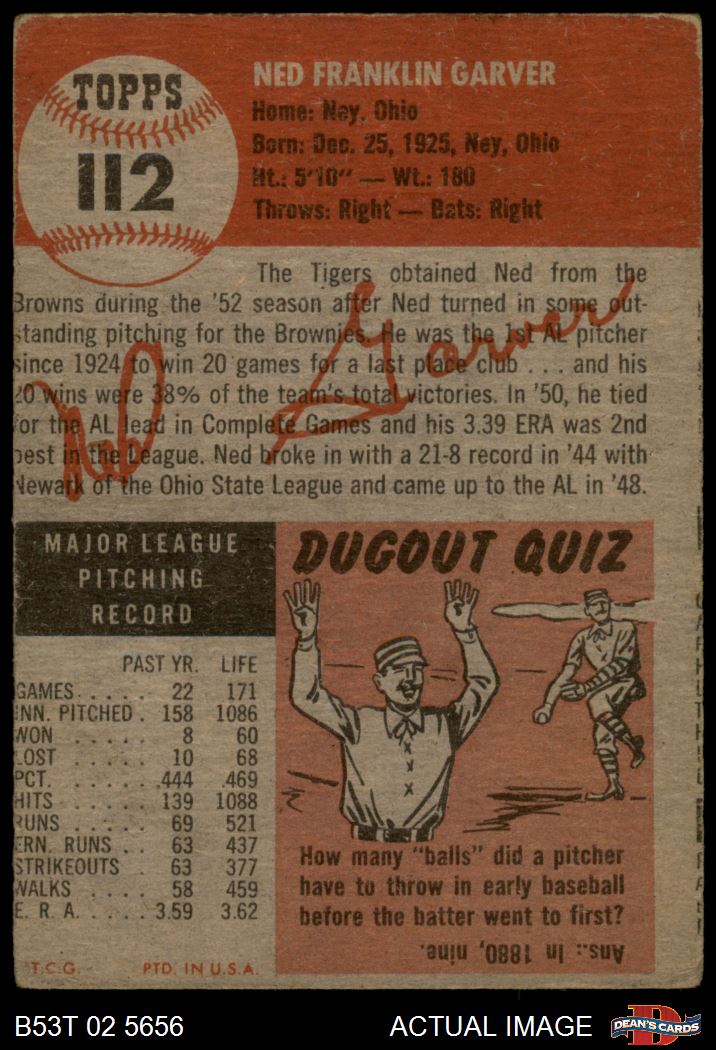 TOPPS
112
NED FRANKLIN GARVER
Home: Ney, Ohio
Born: Dec. 25, 1925, Ney, Ohio
Ht.: 5'10" — Wt.: 180
Throws: Right — Bats: Right
The Tigers obtained Ned from the
Browns during the '52 season after Ned turned in some out-
standing pitching for the Brownies. He was the 1st AL pitcher
since 1924 to win 20 games for a last place club . . . and his
20 wins were 38% of the team's total victories. In '50, he tied
for the AL lead in Complete Games and his 3.39 ERA was 2nd
best in the League. Ned broke in with a 21-8 record in '44 with
Newark of the Ohio State League and came up to the AL in '48.
Ned Garver
MAJOR LEAGUE
PITCHING
RECORD
PAST YR. LIFE
GAMES. . . . . 22 171
INN. PITCHED . 158 1086
WON . . . . . 8 60
LOST . . . . . 10 68
PCT. . . . . . .444 .469
HITS . . . . . 139 1088
RUNS . . . . . 69 521
ERN. RUNS . . 63 437
STRIKEOUTS . 63 377
WALKS . . . . 58 459
E. R. A. . . . . 3.59 3.62
T.C.G. PTD. IN U.S.A.
DUGOUT QUIZ
How many "balls" did a pitcher
have to throw in early baseball
before the batter went to first?
Ans.: In 1880, nine.
B53T 02 5656 ACTUAL IMAGE
DEAN'S CARDS